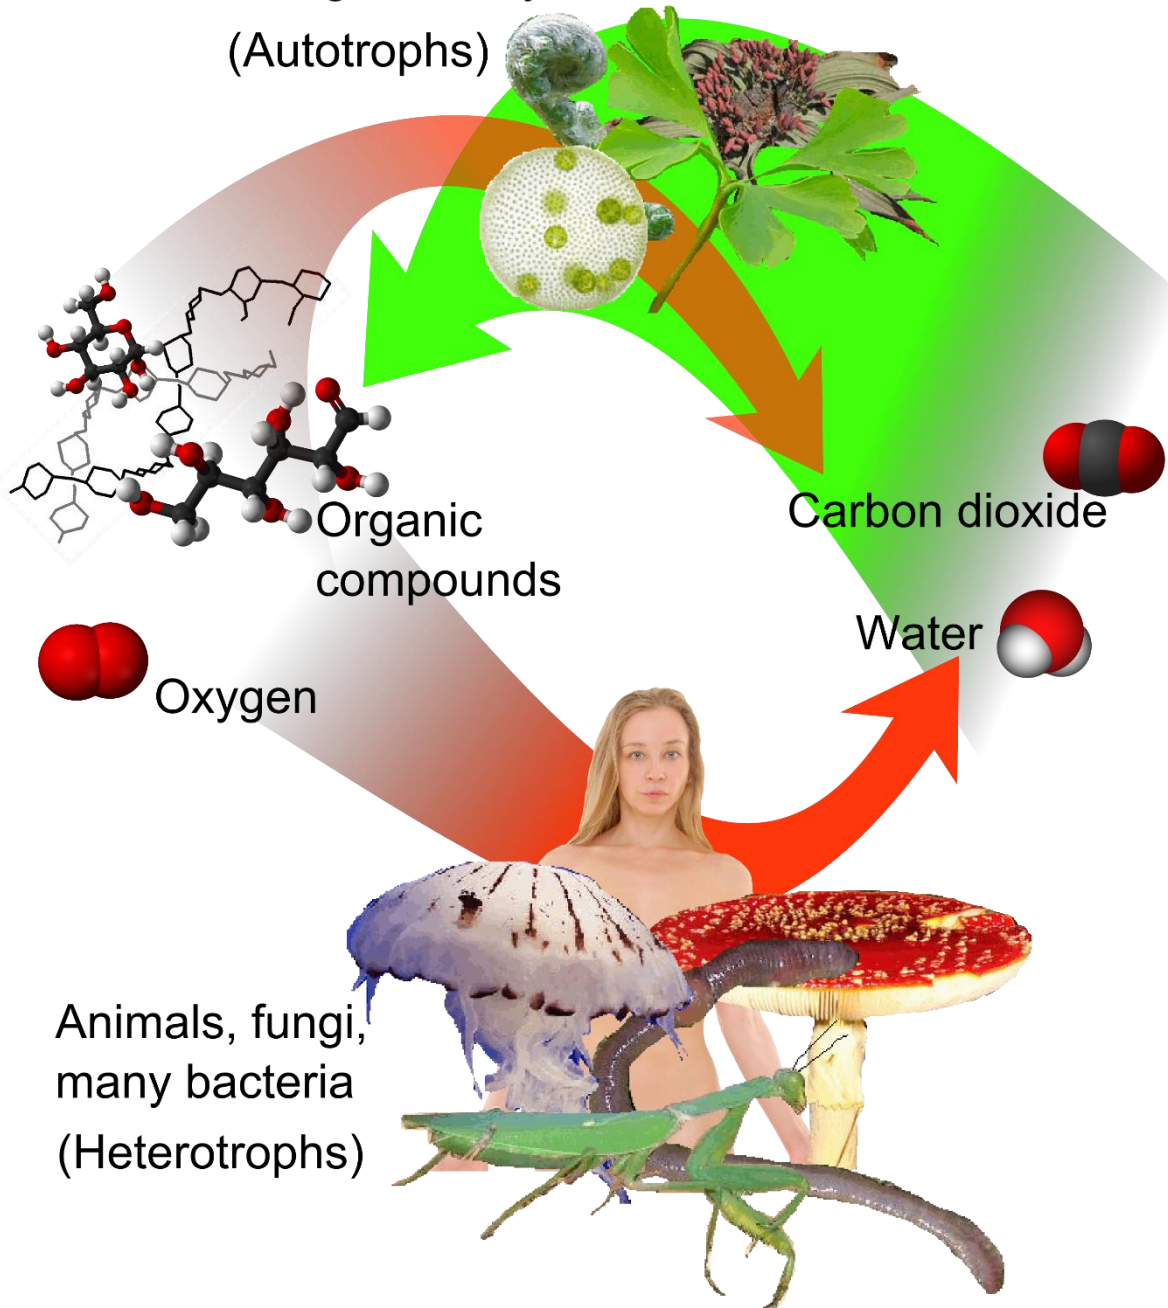 (Autotrophs)
Organic
compounds
Carbon dioxide
Water
Oxygen
Animals, fungi,
many bacteria
(Heterotrophs)